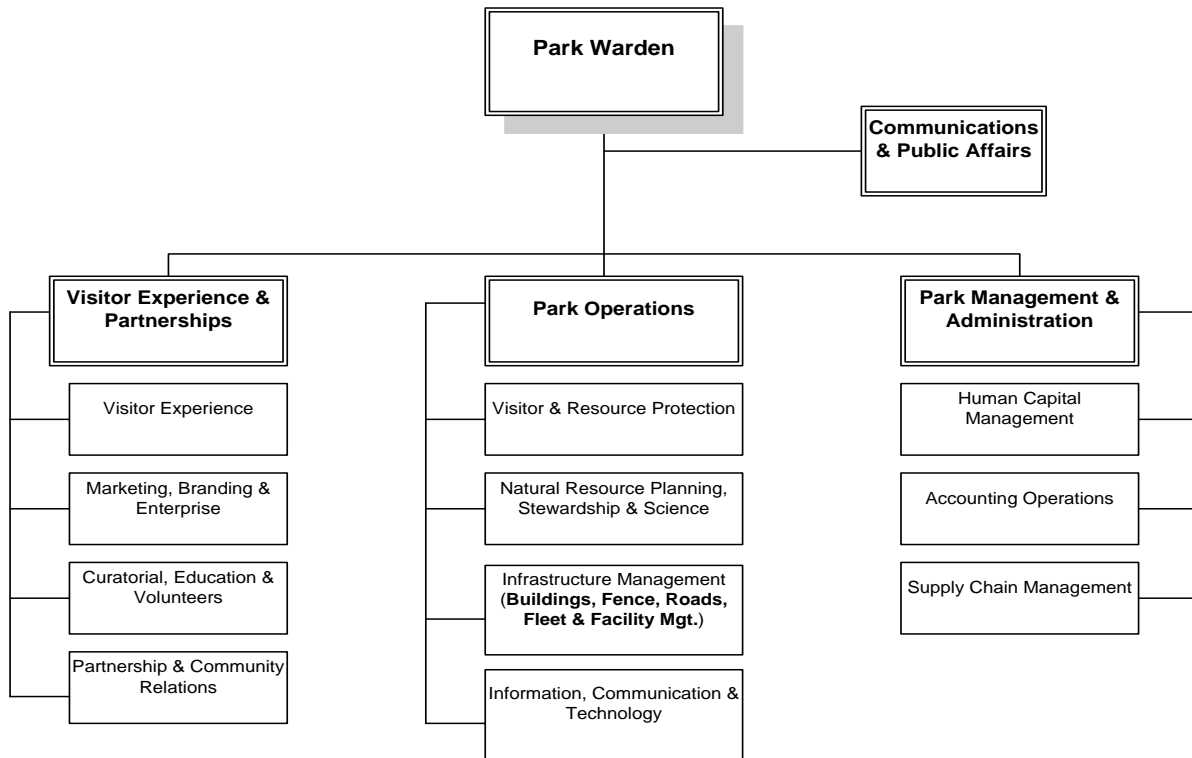 Park Warden
Communications
& Public Affairs
Visitor Experience &
Partnerships
Visitor Experience
Marketing, Branding &
Enterprise
Curatorial, Education &
Volunteers
Partnership & Community
Relations
Park Operations
Visitor & Resource Protection
Natural Resource Planning,
Stewardship & Science
Infrastructure Management
(Buildings, Fence, Roads,
Fleet & Facility Mgt.)
Information, Communication &
Technology
Park Management &
Administration
Human Capital
Management
Accounting Operations
Supply Chain Management